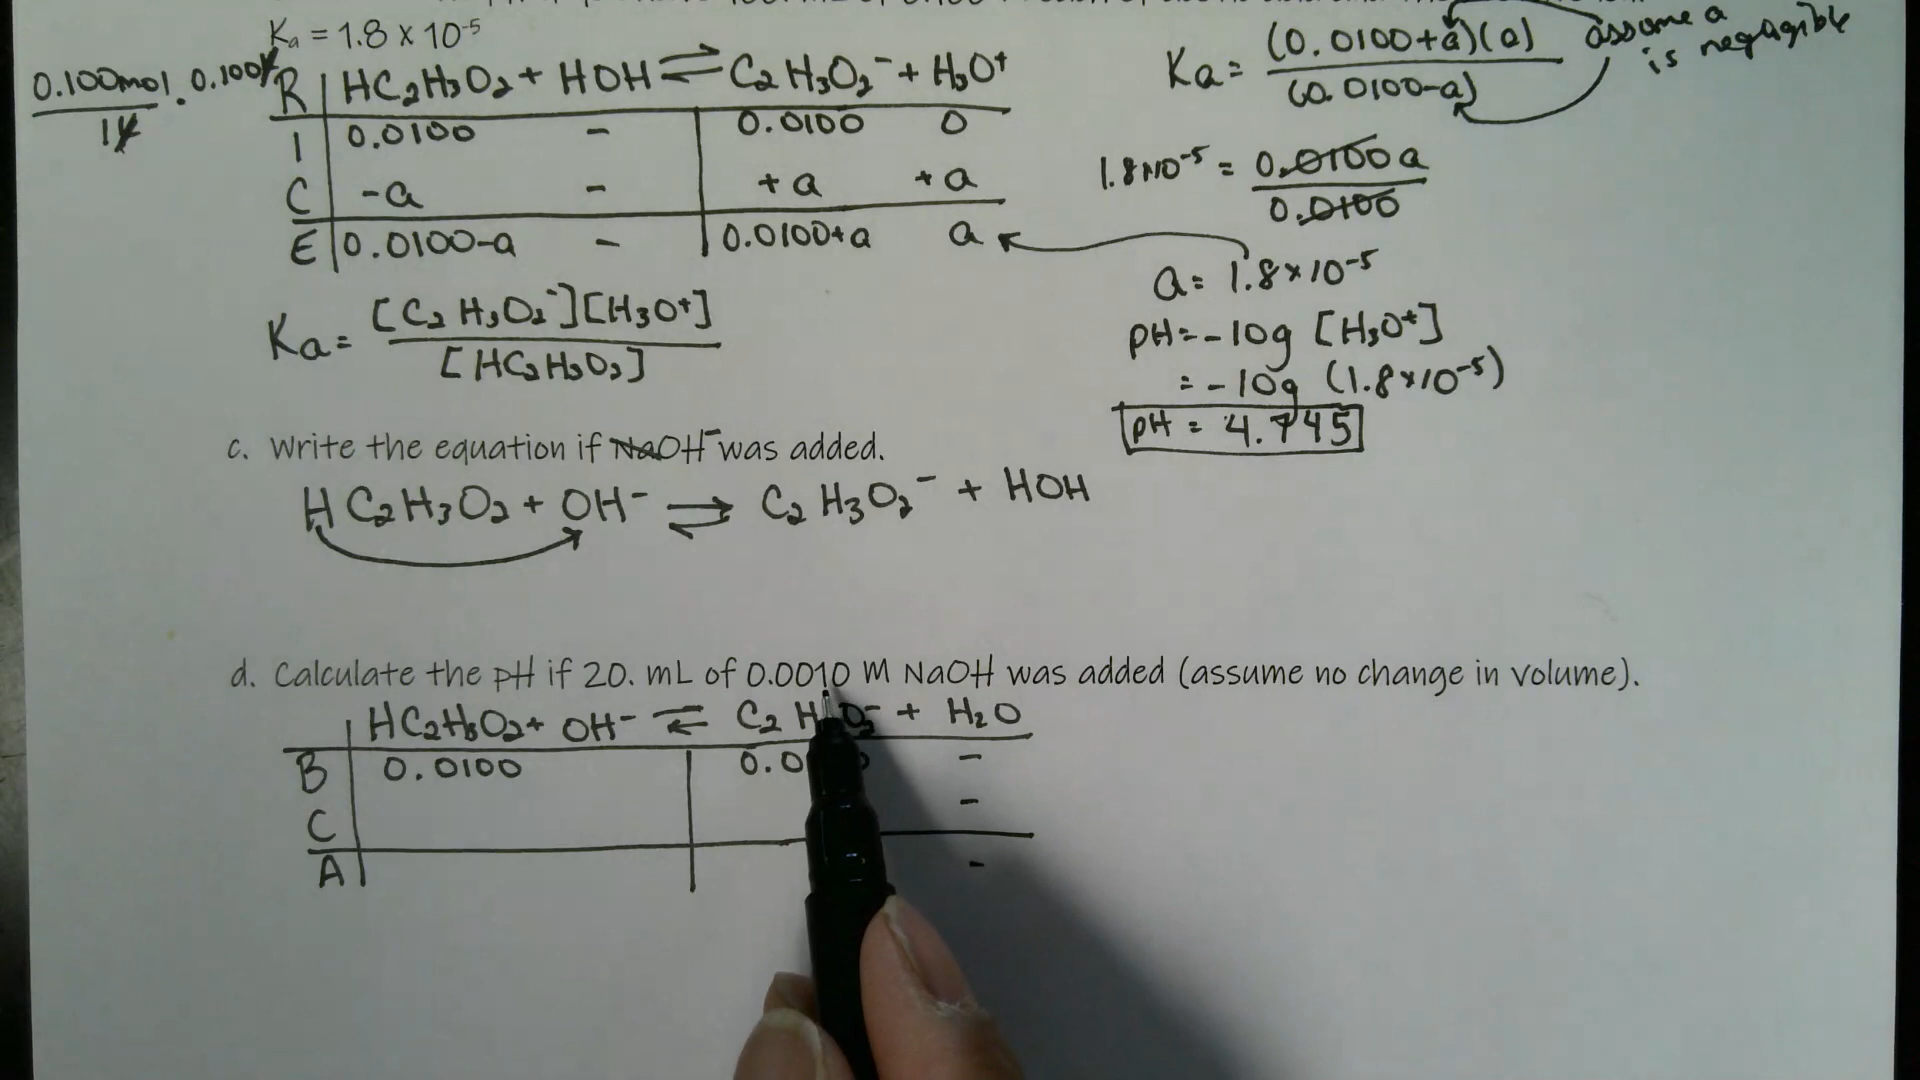 Ka = 1.8 x 10-5
0.100mol . 0.100L
1L
R HC2H3O2 + HOH ⇌ C2H3O2- + H3O+
I 0.0100 - 0.0100 0
C -a - +a +a
E 0.0100-a - 0.0100+a a
Ka = [C2H3O2-][H3O+]
[HC2H3O2]
Ka = (0.0100+a)(a)
(0.0100-a)
assume a
is negligible
1.8x10-5 = 0.0100a
0.0100
a = 1.8x10-5
pH = -log [H3O+]
= -log (1.8x10-5)
pH = 4.745
c. Write the equation if NaOH- was added.
HC2H3O2 + OH- ⇌ C2H3O2- + HOH
d. Calculate the pH if 20. mL of 0.0010 M NaOH was added (assume no change in volume).
HC2H3O2 + OH- ⇌ C2 H O2- + H2O
B 0.0100 -
C -
A -